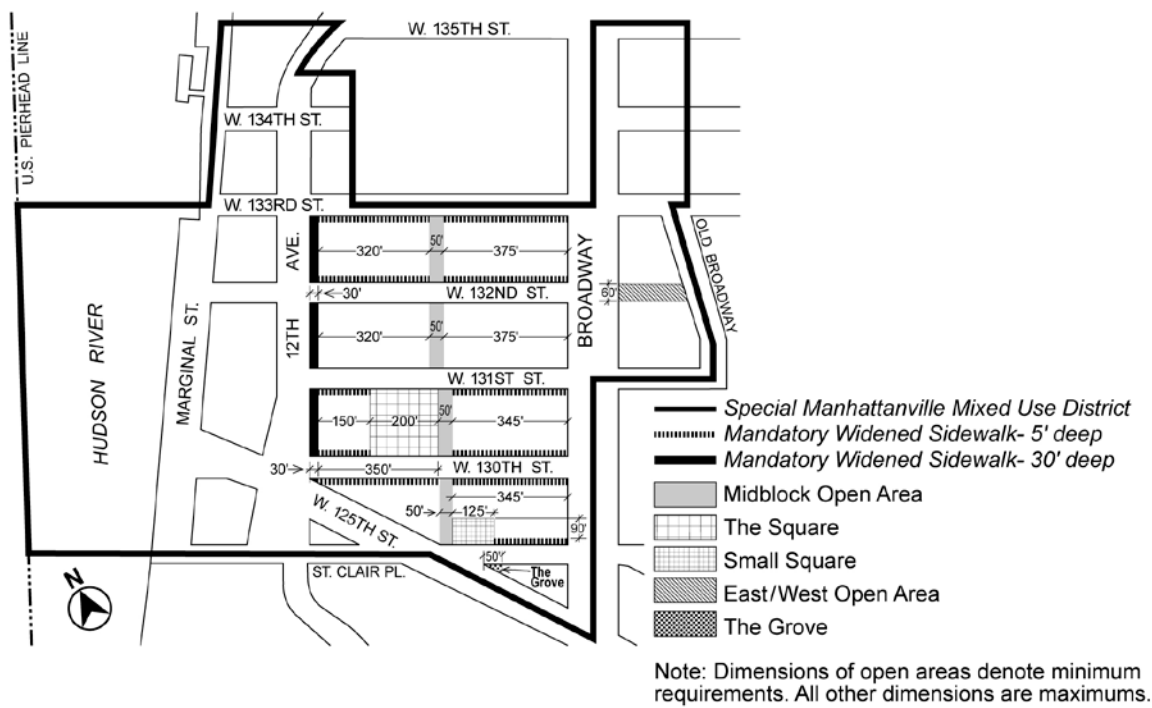 W. 135TH ST.
U.S. PIERHEAD LINE
W. 134TH ST.
W. 133RD ST.
OLD BROADWAY
AVE.
320'
50'
375'
BROADWAY
30'
W. 132ND ST.
60'
HUDSON RIVER
MARGINAL ST.
12TH
320'
50'
375'
W. 131ST ST.
150'
200'
50'
345'
30'
350'
W. 130TH ST.
345'
W. 125TH ST.
50'
125'
90'
50'
The
Grove
N
ST. CLAIR PL.
Special Manhattanville Mixed Use District
Mandatory Widened Sidewalk- 5' deep
Mandatory Widened Sidewalk- 30' deep
Midblock Open Area
The Square
Small Square
East/West Open Area
The Grove
Note: Dimensions of open areas denote minimum
requirements. All other dimensions are maximums.